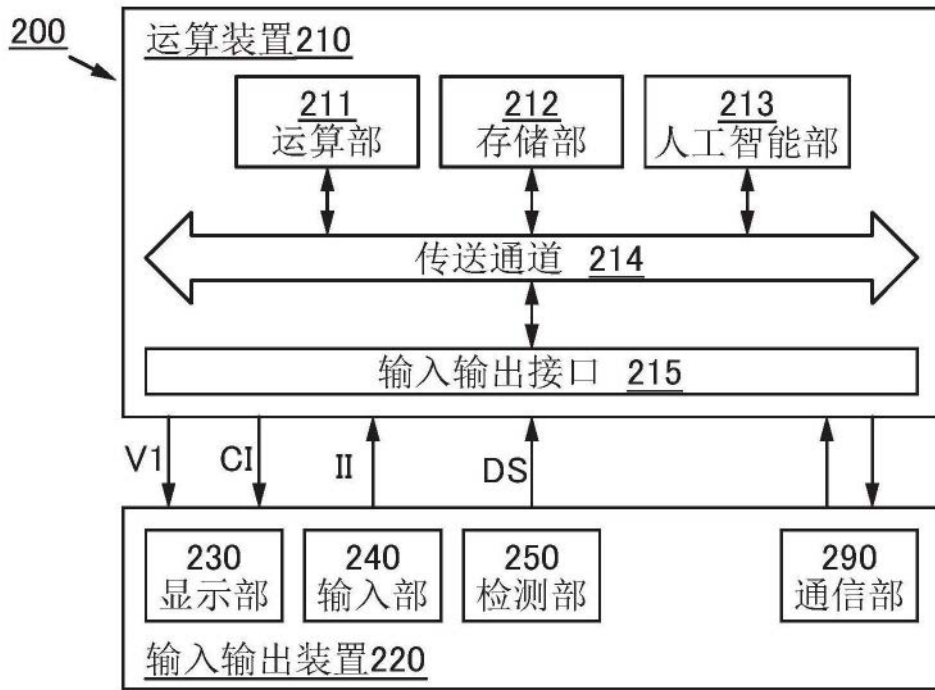 200
运算装置210
211
运算部
212
存储部
213
人工智能部
传送通道 214
输入输出接口 215
V1
CI
II
DS
230
显示部
240
输入部
250
检测部
290
通信部
输入输出装置220